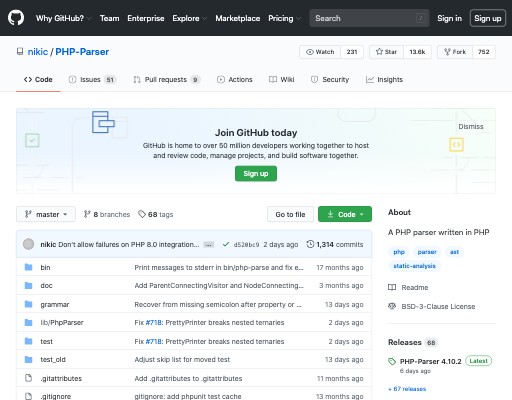 Why GitHub? Team Enterprise Explore Marketplace Pricing Search / Sign in Sign up
nikic / PHP-Parser Watch 231 Star 13.6k Fork 752
Code Issues 51 Pull requests 9 Actions Wiki Security Insights
Dismiss
Join GitHub today
GitHub is home to over 50 million developers working together to host
and review code, manage projects, and build software together.
Sign up
master 8 branches 68 tags Go to file Code
nikic Don't allow failures on PHP 8.0 integration... ... d520bc9 2 days ago 1,314 commits
bin Print messages to stderr in bin/php-parse and fix e... 17 months ago
doc Add ParentConnectingVisitor and NodeConnecting... 3 months ago
grammar Recover from missing semicolon after property or ... 13 days ago
lib/PhpParser Fix #718: PrettyPrinter breaks nested ternaries 2 days ago
test Fix #718: PrettyPrinter breaks nested ternaries 2 days ago
test_old Adjust skip list for moved test 13 days ago
.gitattributes Add .gitattributes to .gitattributes 11 months ago
.gitignore gitignore: add phpunit test cache 13 months ago
About
A PHP parser written in PHP
php parser ast
static-analysis
Readme
BSD-3-Clause License
Releases 68
PHP-Parser 4.10.2 Latest
6 days ago
+ 67 releases